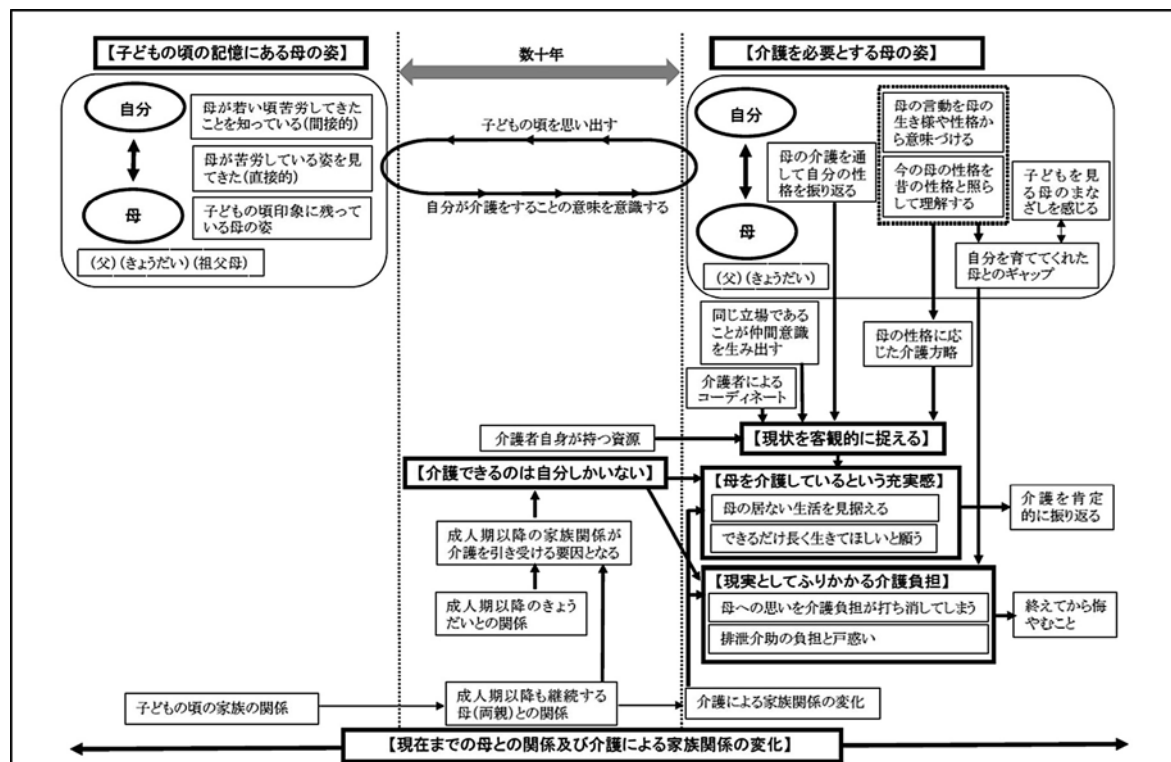 【子どもの頃の記憶にある母の姿】
数十年
【介護を必要とする母の姿】
自分
母が若い頃苦労してきた
ことを知っている(間接的)
母が苦労している姿を見
てきた(直接的)
母
子どもの頃印象に残って
いる母の姿
(父)(きょうだい)(祖父母)
子どもの頃を思い出す
自分が介護をすることの意味を意識する
自分
母の介護を通
して自分の性
格を振り返る
母
(父)(きょうだい)
母の言動を母の
生き様や性格か
ら意味づける
今の母の性格を
昔の性格と照ら
して理解する
子どもを見
る母のまな
ざしを感じる
自分を育ててくれた
母とのギャップ
同じ立場である
ことが仲間意識
を生み出す
母の性格に応
じた介護方略
介護者による
コーディネート
介護者自身が持つ資源
【現状を客観的に捉える】
【介護できるのは自分しかいない】
【母を介護しているという充実感】
母の居ない生活を見据える
できるだけ長く生きてほしいと願う
介護を肯定
的に振り返る
成人期以降の家族関係が
介護を引き受ける要因となる
成人期以降のきょう
だいとの関係
【現実としてふりかかる介護負担】
母への思いを介護負担が打ち消してしまう
排泄介助の負担と戸惑い
終えてから悔
やむこと
子どもの頃の家族の関係
成人期以降も継続する
母(両親)との関係
介護による家族関係の変化
【現在までの母との関係及び介護による家族関係の変化】